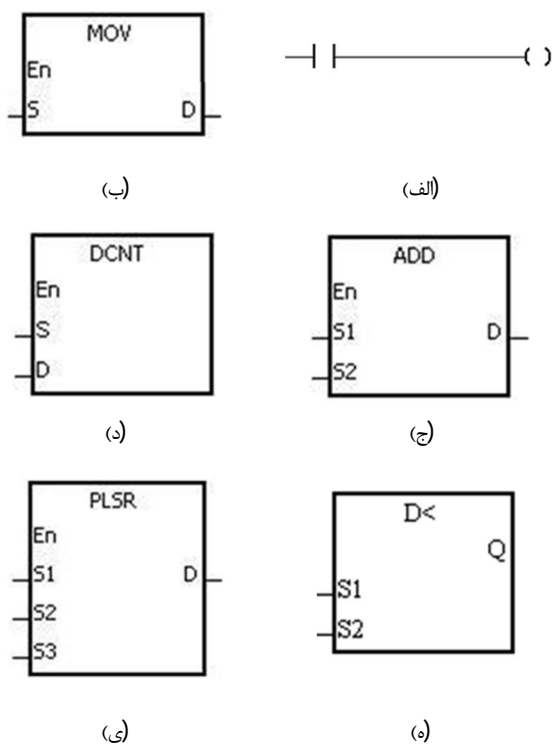 MOV
En
S D
(الف)
(ب)
ADD
En
S1 D
S2
(ج)
DCNT
En
S
D
(د)
D<
Q
S1
S2
(ه)
PLSR
En
S1 D
S2
S3
(ی)